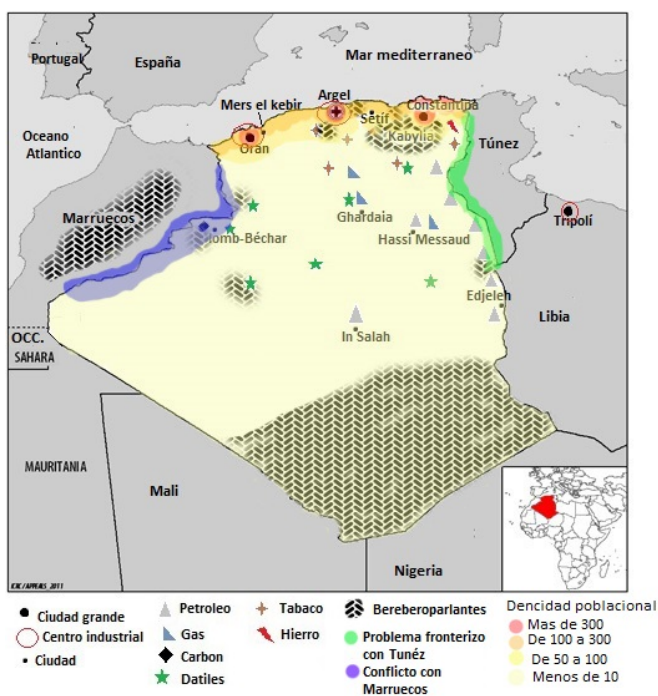 Portugal
España
Mar mediterraneo
Oceano
Atlantico
Mers el kebir
Argel
Setif
Constantina
Oran
Kabylia
Túnez
Marruecos
Ghardaia
Tripolí
Hassi Messaud
Edjeleh
In Salah
Libia
OCC.
SAHARA
MAURITANIA
Mali
Nigeria
Ciudad grande
Centro industrial
Ciudad
Petroleo
Gas
Carbon
Datiles
Tabaco
Hierro
Bereberoparlantes
Problema fronterizo
con Tunéz
Conflicto con
Marruecos
Dencidad poblacional
Mas de 300
De 100 a 300
De 50 a 100
Menos de 10